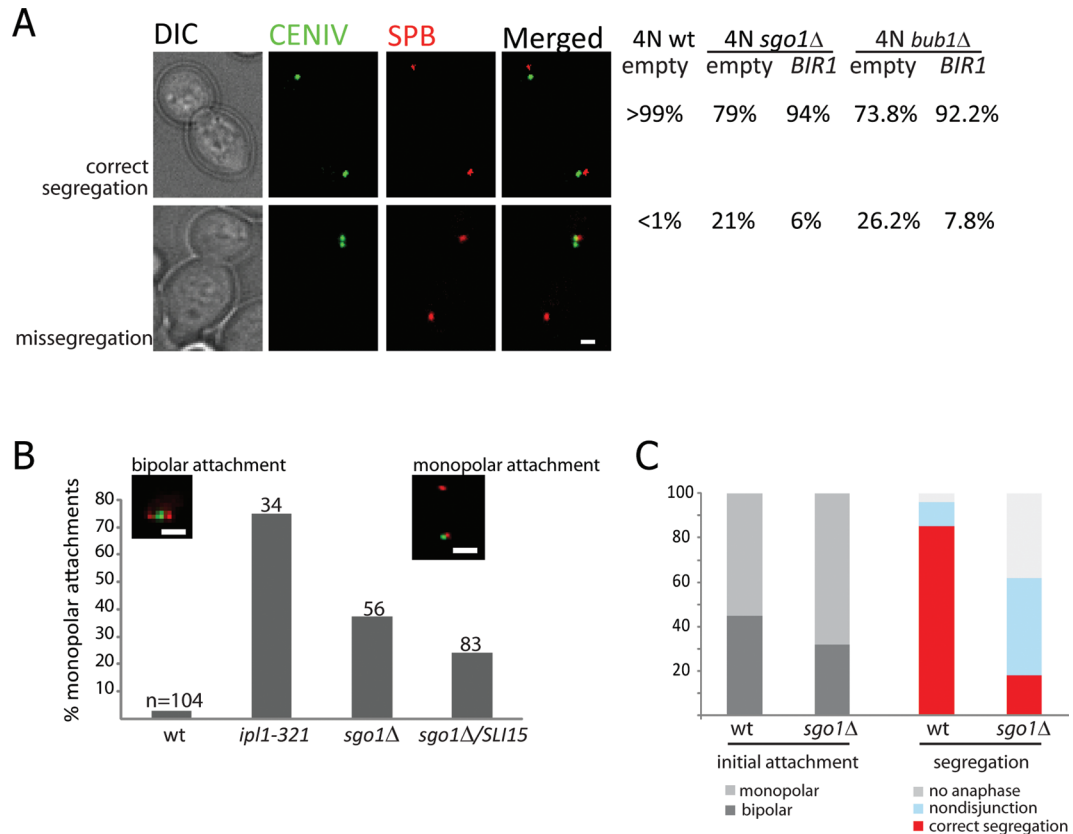 A
DIC CENIV SPB Merged
4N wt 4N sgo1Δ 4N bub1Δ
empty empty BIR1 empty BIR1
correct segregation
>99% 79% 94% 73.8% 92.2%
missegregation
<1% 21% 6% 26.2% 7.8%
B
bipolar attachment monopolar attachment
% monopolar attachments
80
70
60
50
40
30
20
10
n=104 34 56 83
wt ipl1-321 sgo1Δ sgo1Δ/SLI15
C
100
80
60
40
20
wt sgo1Δ wt sgo1Δ
initial attachment segregation
monopolar
bipolar
no anaphase
nondisjunction
correct segregation